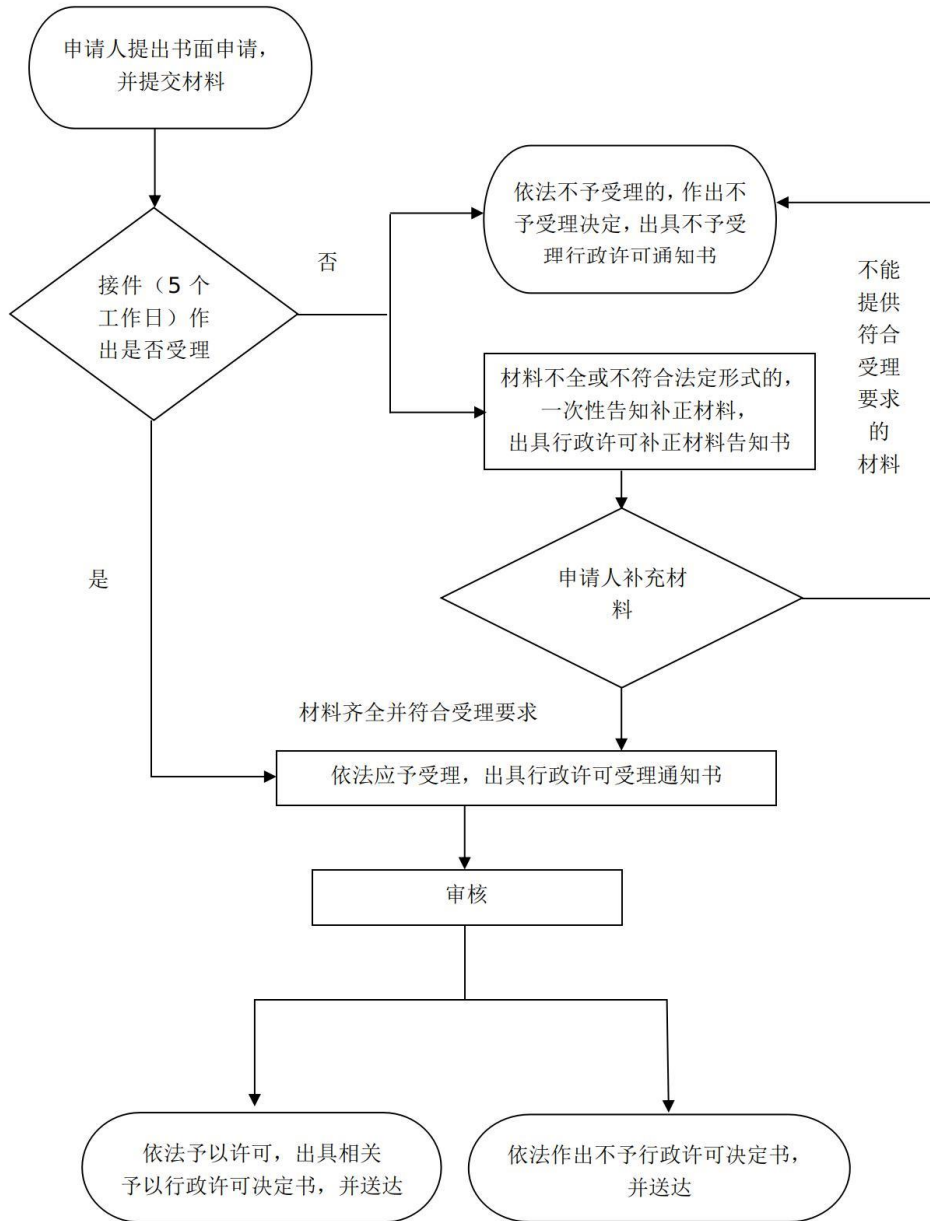 申请人提出书面申请，
并提交材料
依法不予受理的，作出不
予受理决定，出具不予受
理行政许可通知书
否
接件（5 个
工作日）作
出是否受理
不能
提供
符合
受理
要求
的
材料
材料不全或不符合法定形式的，
一次性告知补正材料，
出具行政许可补正材料告知书
是
申请人补充材
料
材料齐全并符合受理要求
依法应予受理，出具行政许可受理通知书
审核
依法予以许可，出具相关
予以行政许可决定书，并送达
依法作出不予行政许可决定书，
并送达